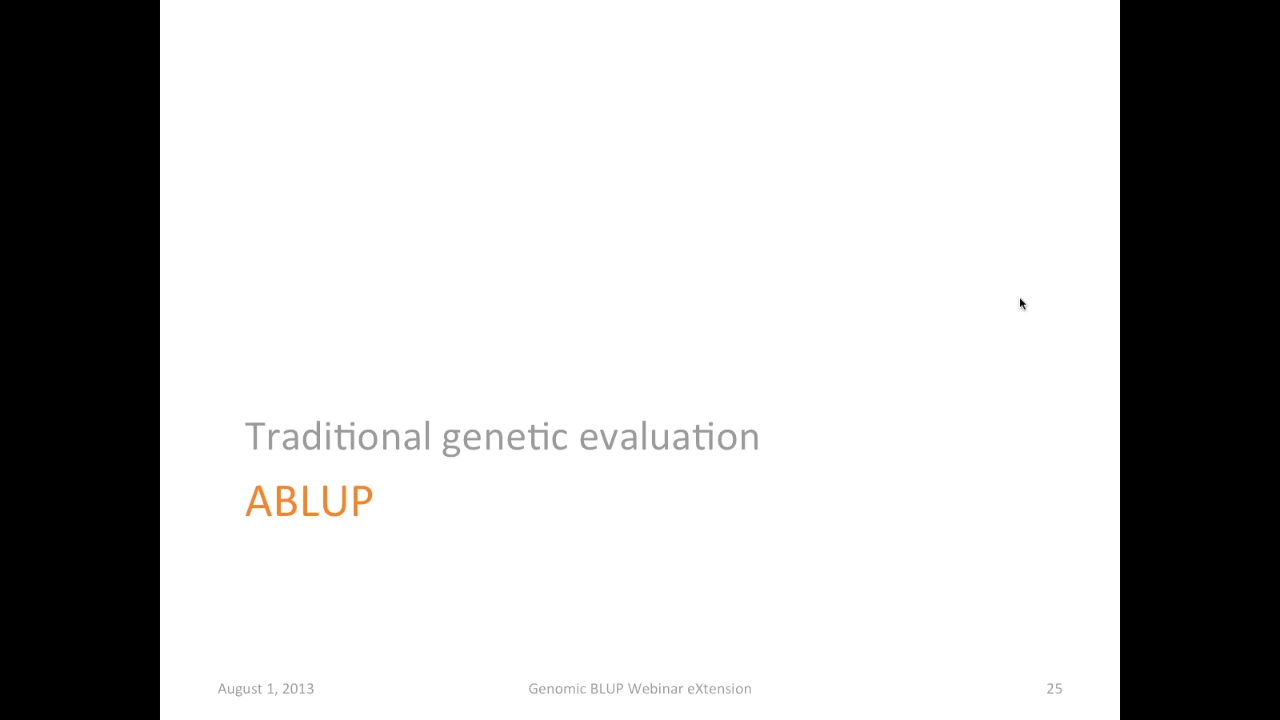 Traditional genetic evaluation
ABLUP
August 1, 2013
Genomic BLUP Webinar eXtension
25